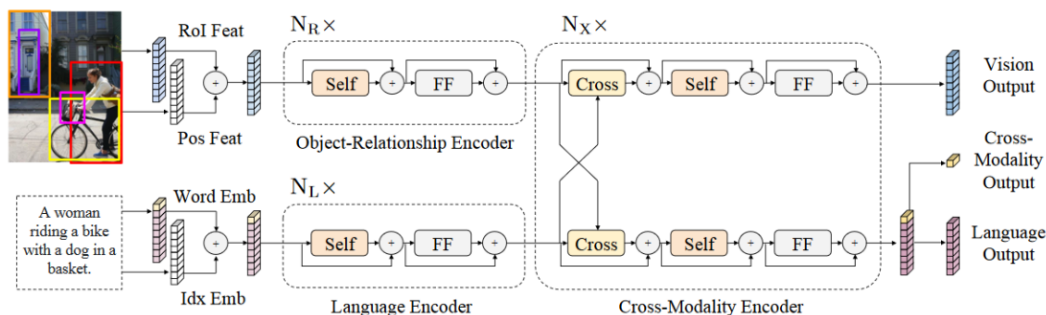 RoI Feat
Pos Feat
N_R ×
Self
+
FF
+
Object-Relationship Encoder
A woman
riding a bike
with a dog in a
basket.
Word Emb
Idx Emb
N_L ×
Self
+
FF
+
Language Encoder
N_X ×
Cross
+
Self
+
FF
+
Cross
+
Self
+
FF
+
Cross-Modality Encoder
Vision
Output
Cross-
Modality
Output
Language
Output